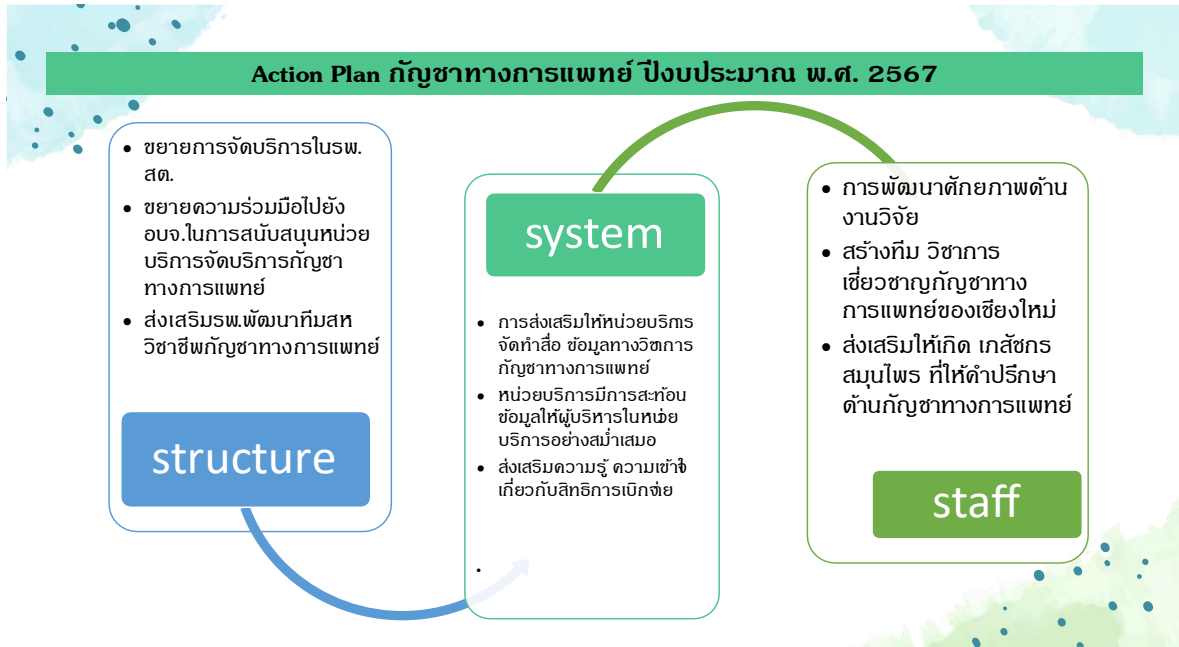 Action Plan กัญชาทางการแพทย์ ปีงบประมาณ พ.ศ. 2567
• ขยายการจัดบริการในรพ.
สต.
• ขยายความร่วมมือไปยัง
อบจ.ในการสนับสนุนหน่วย
บริการจัดบริการกัญชา
ทางการแพทย์
• ส่งเสริมรพ.พัฒนาทีมสห
วิชาชีพกัญชาทางการแพทย์
structure
system
• การส่งเสริมให้หน่วยบริการ
จัดทำสื่อ ข้อมูลทางวิชาการ
กัญชาทางการแพทย์
• หน่วยบริการมีการสะท้อน
ข้อมูลให้ผู้บริหารในหน่วย
บริการอย่างสม่ำเสมอ
• ส่งเสริมความรู้ ความเข้าใจ
เกี่ยวกับสิทธิการเบิกจ่าย
.
• การพัฒนาศักยภาพด้าน
งานวิจัย
• สร้างทีม วิชาการ
เชี่ยวชาญกัญชาทาง
การแพทย์ของเชียงใหม่
• ส่งเสริมให้เกิด เภสัชกร
สมุนไพร ที่ให้คำปรึกษา
ด้านกัญชาทางการแพทย์
staff